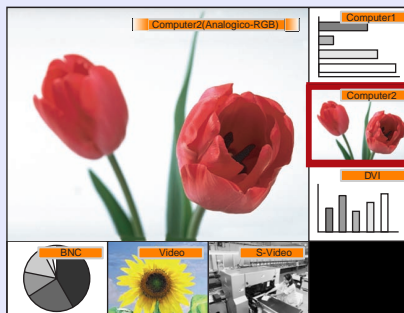 Computer2(Analogico-RGB)
Computer1
Computer2
DVI
BNC
Video
S-Video